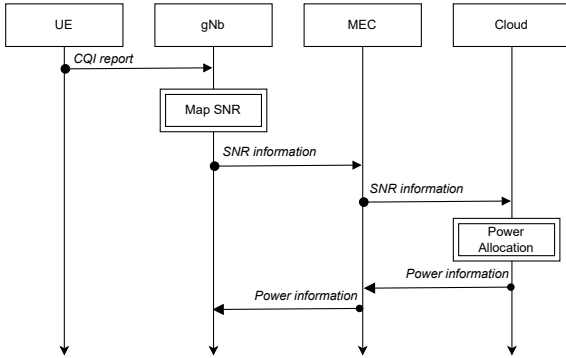 UE
gNb
MEC
Cloud
CQI report
Map SNR
SNR information
SNR information
Power
Allocation
Power information
Power information